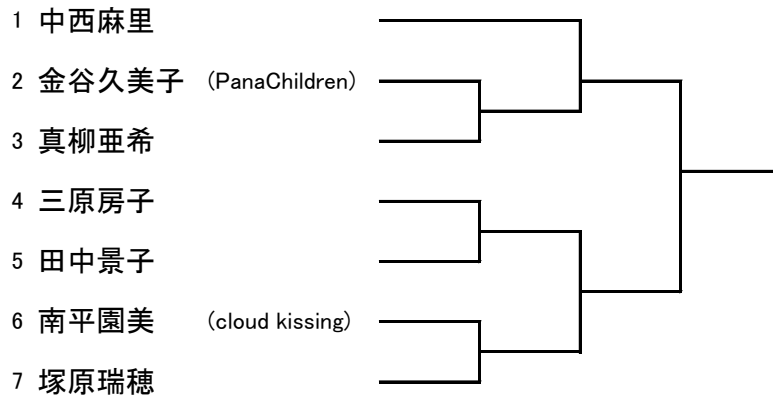 1 中西麻里
2 金谷久美子 (PanaChildren)
3 真柳亜希
4 三原房子
5 田中景子
6 南平園美 (cloud kissing)
7 塚原瑞穂